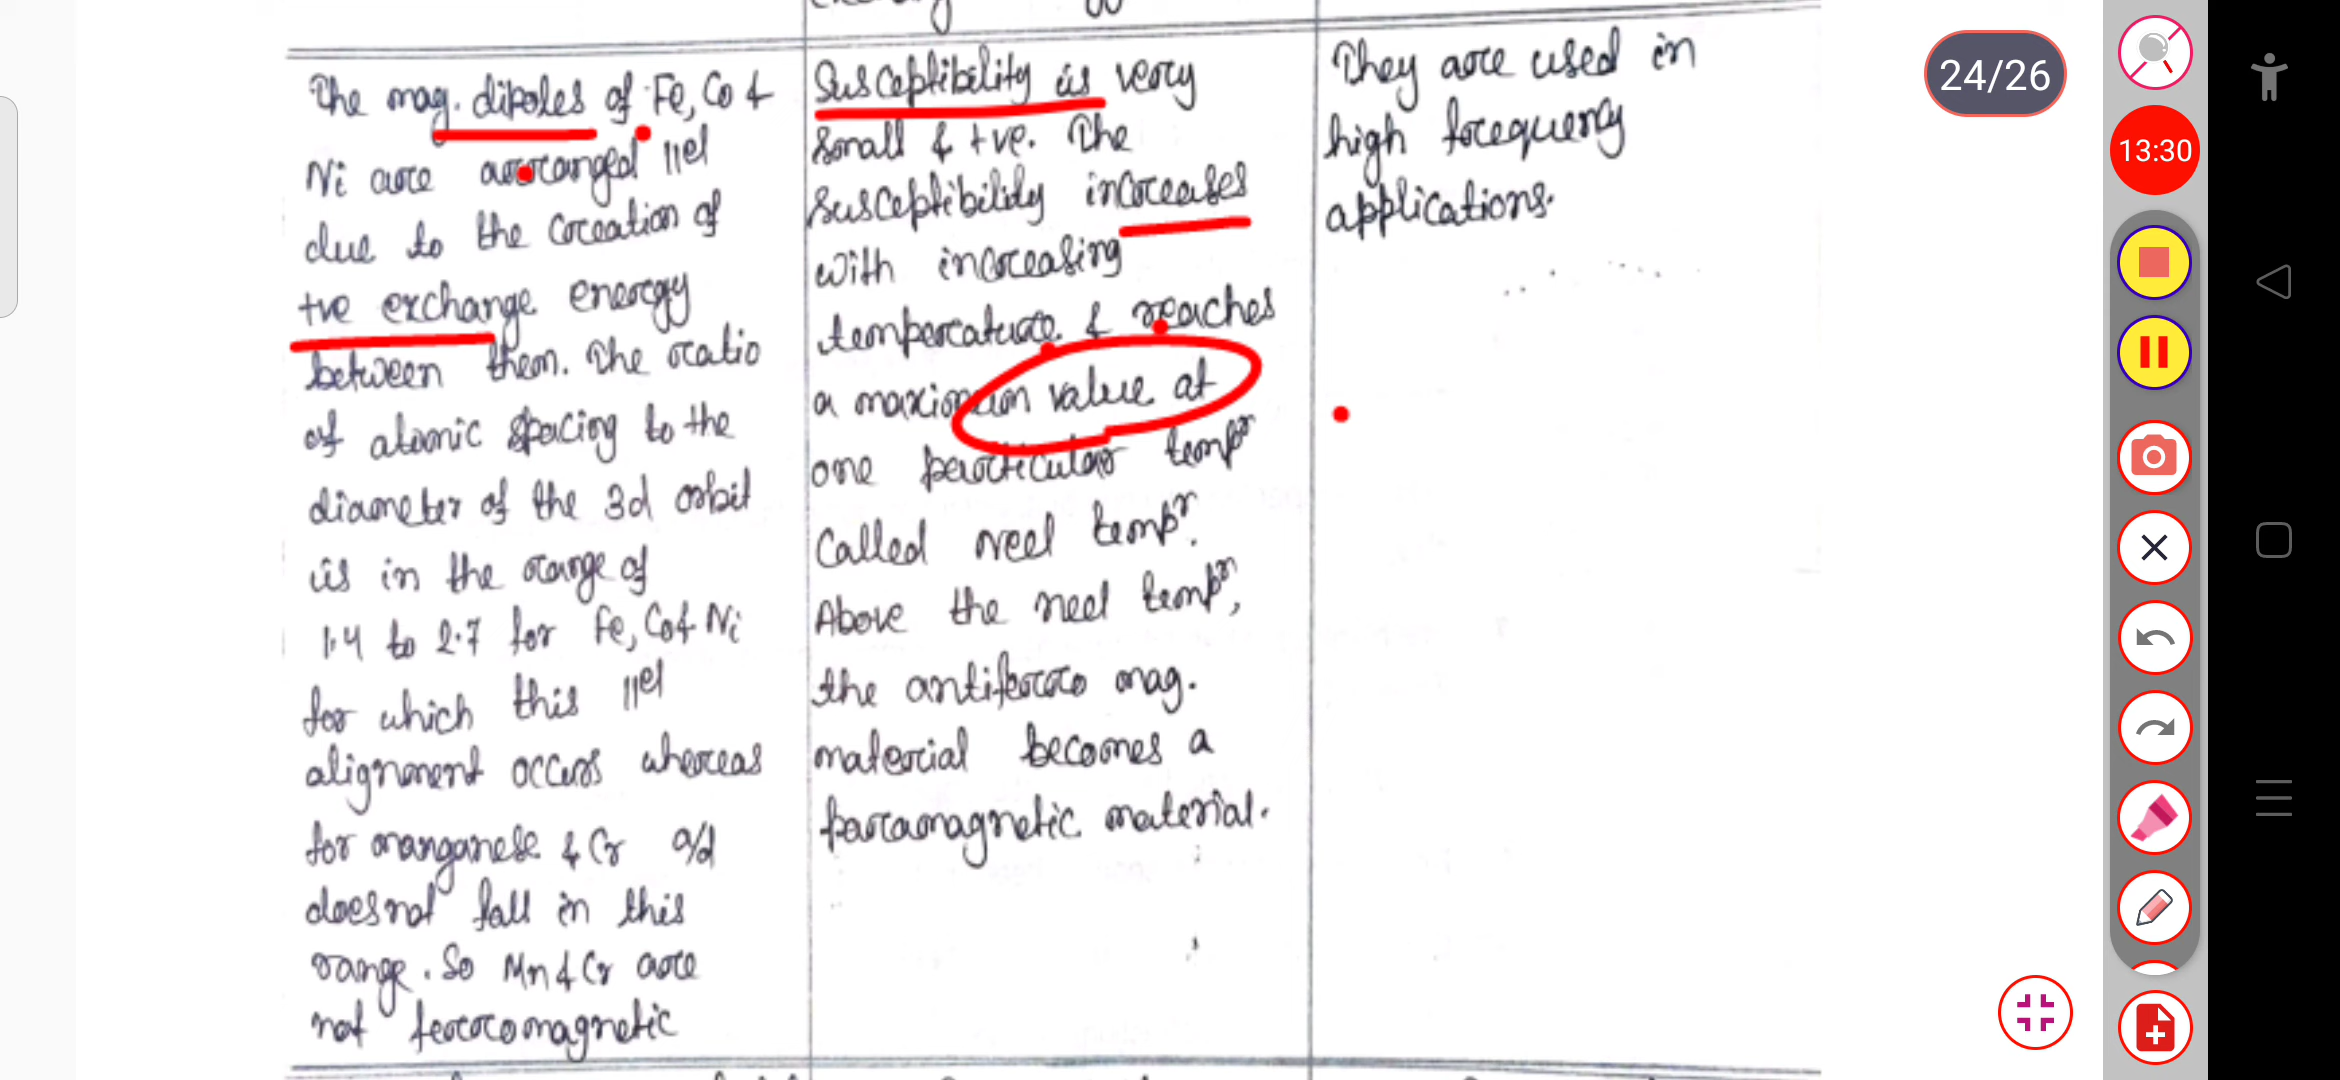 The mag. dipoles of Fe, Co &
Ni are arranged llel
due to the creation of
+ve exchange energy
between them. The ratio
of atomic spacing to the
diameter of the 3d orbit
is in the range of
1.4 to 2.7 for Fe, Co & Ni
for which this llel
alignment occurs whereas
for manganese & Cr a/d
does not fall in this
range. So Mn & Cr are
not ferromagnetic
Susceptibility is very
small & +ve. The
susceptibility increases
with increasing
temperature & reaches
a maximum value at
one particular tempr
called neel tempr.
Above the neel tempr,
the antiferro mag.
material becomes a
paramagnetic material.
They are used in
high frequency
applications.
24/26
13:30